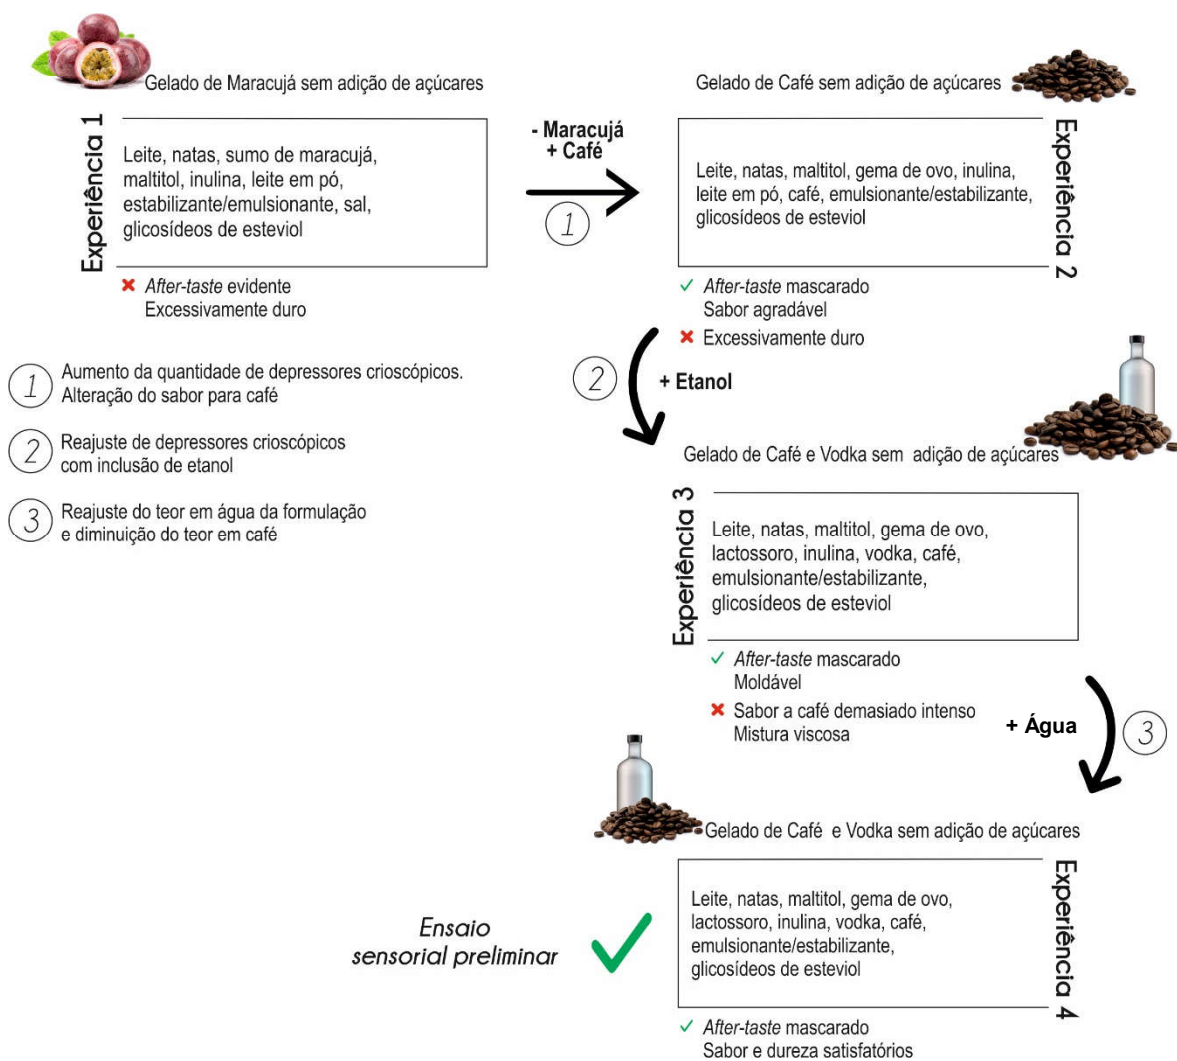 Gelado de Maracujá sem adição de açúcares
Experiência 1
Leite, natas, sumo de maracujá,
maltitol, inulina, leite em pó,
estabilizante/emulsionante, sal,
glicosídeos de esteviol
After-taste evidente
Excessivamente duro
- Maracujá
+ Café
1
Gelado de Café sem adição de açúcares
Experiência 2
Leite, natas, maltitol, gema de ovo, inulina,
leite em pó, café, emulsionante/estabilizante,
glicosídeos de esteviol
After-taste mascarado
Sabor agradável
Excessivamente duro
1 Aumento da quantidade de depressores crioscópicos.
Alteração do sabor para café
2 Reajuste de depressores crioscópicos
com inclusão de etanol
3 Reajuste do teor em água da formulação
e diminuição do teor em café
2
+ Etanol
Gelado de Café e Vodka sem adição de açúcares
Experiência 3
Leite, natas, maltitol, gema de ovo,
lactossoro, inulina, vodka, café,
emulsionante/estabilizante,
glicosídeos de esteviol
After-taste mascarado
Moldável
Sabor a café demasiado intenso
Mistura viscosa
+ Água
3
Gelado de Café e Vodka sem adição de açúcares
Experiência 4
Leite, natas, maltitol, gema de ovo,
lactossoro, inulina, vodka, café,
emulsionante/estabilizante,
glicosídeos de esteviol
After-taste mascarado
Sabor e dureza satisfatórios
Ensaio
sensorial preliminar